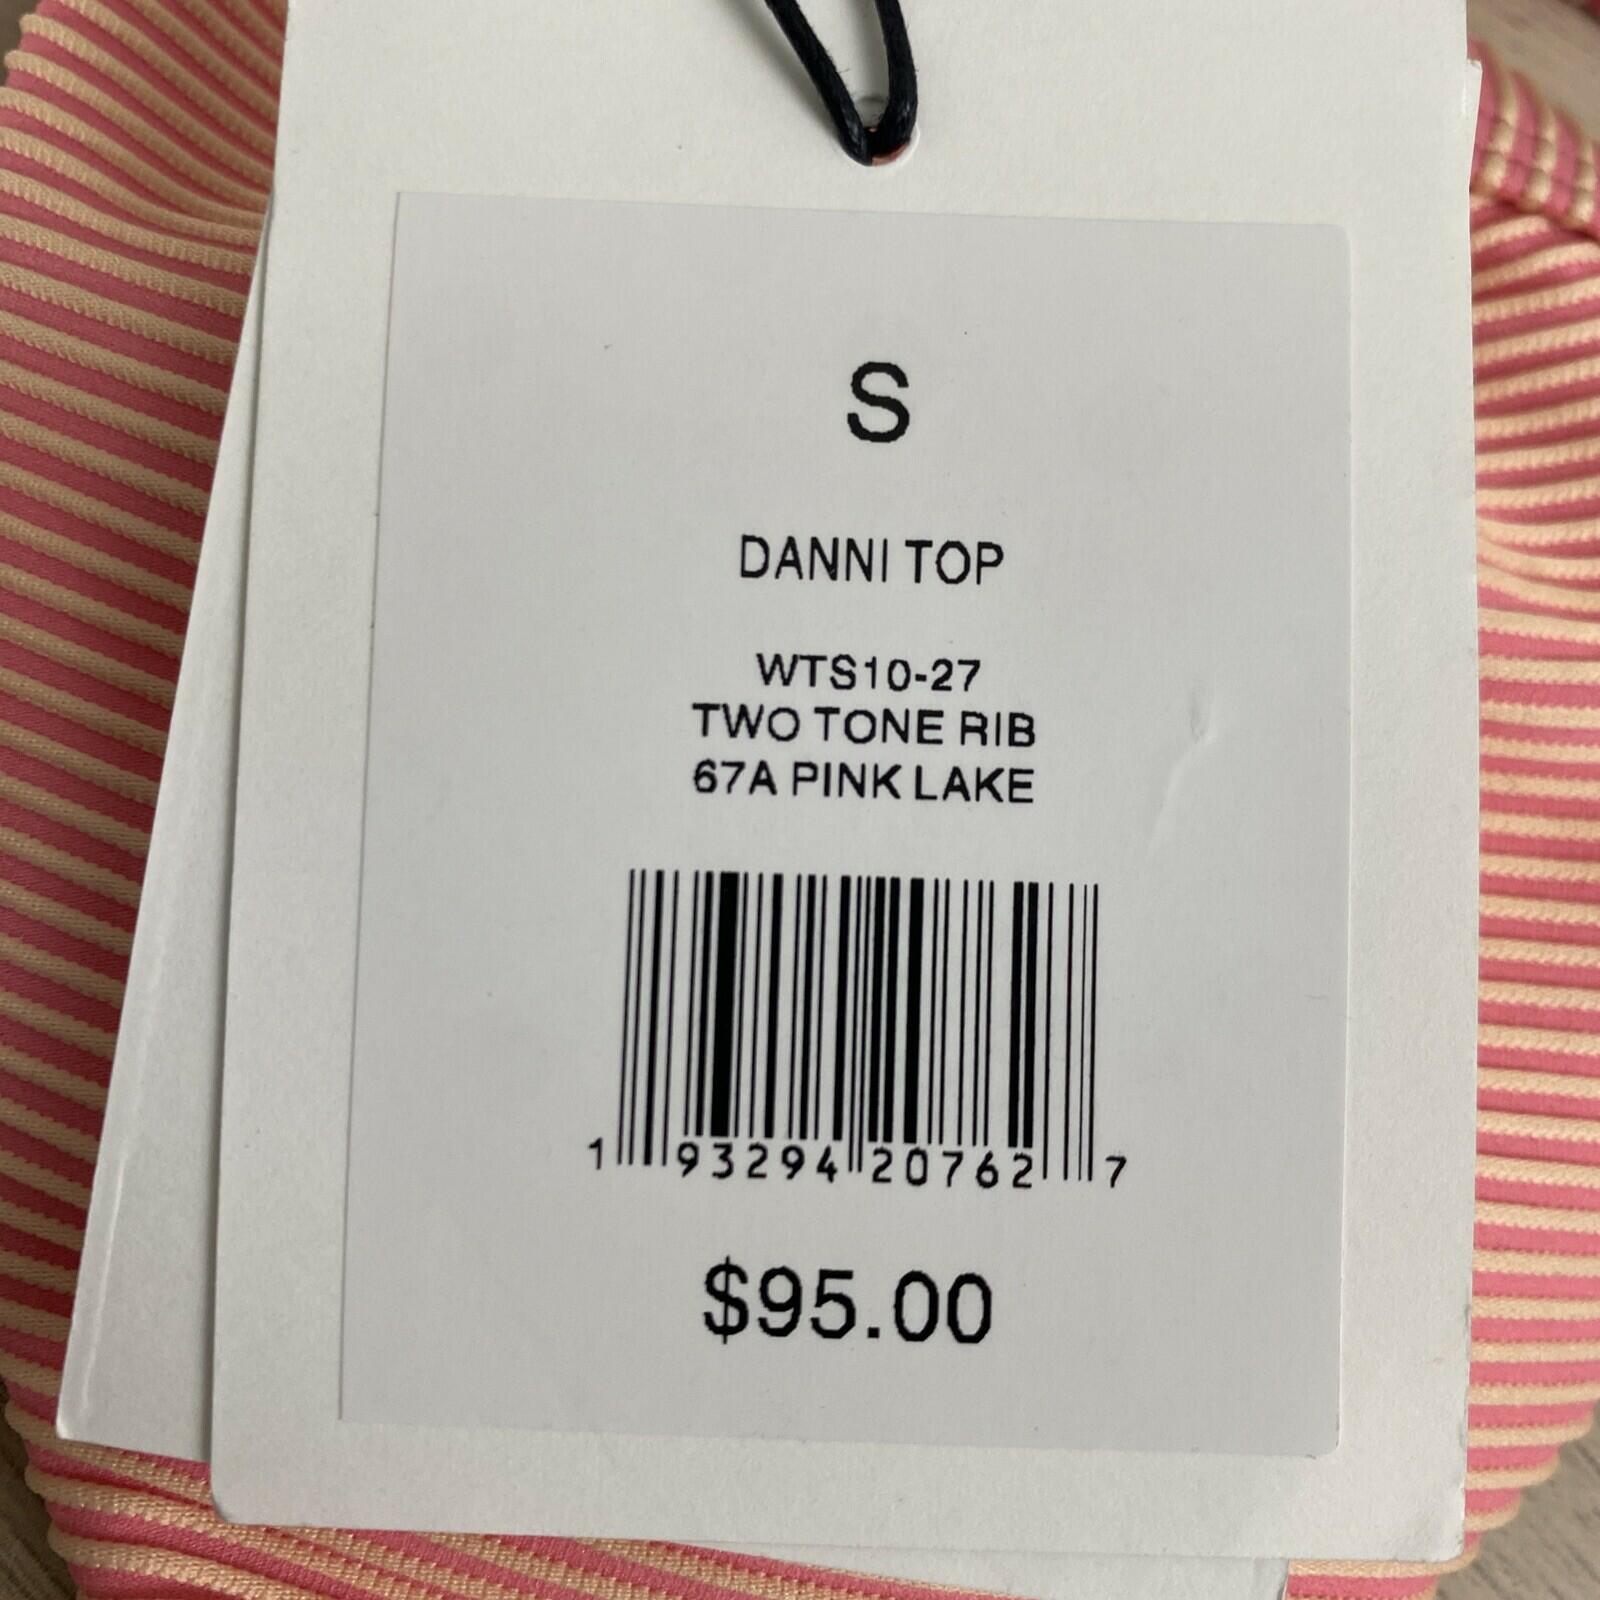 S
DANNI TOP
WTS10-27
TWO TONE RIB
67A PINK LAKE
1 93294 20762 7
$95.00